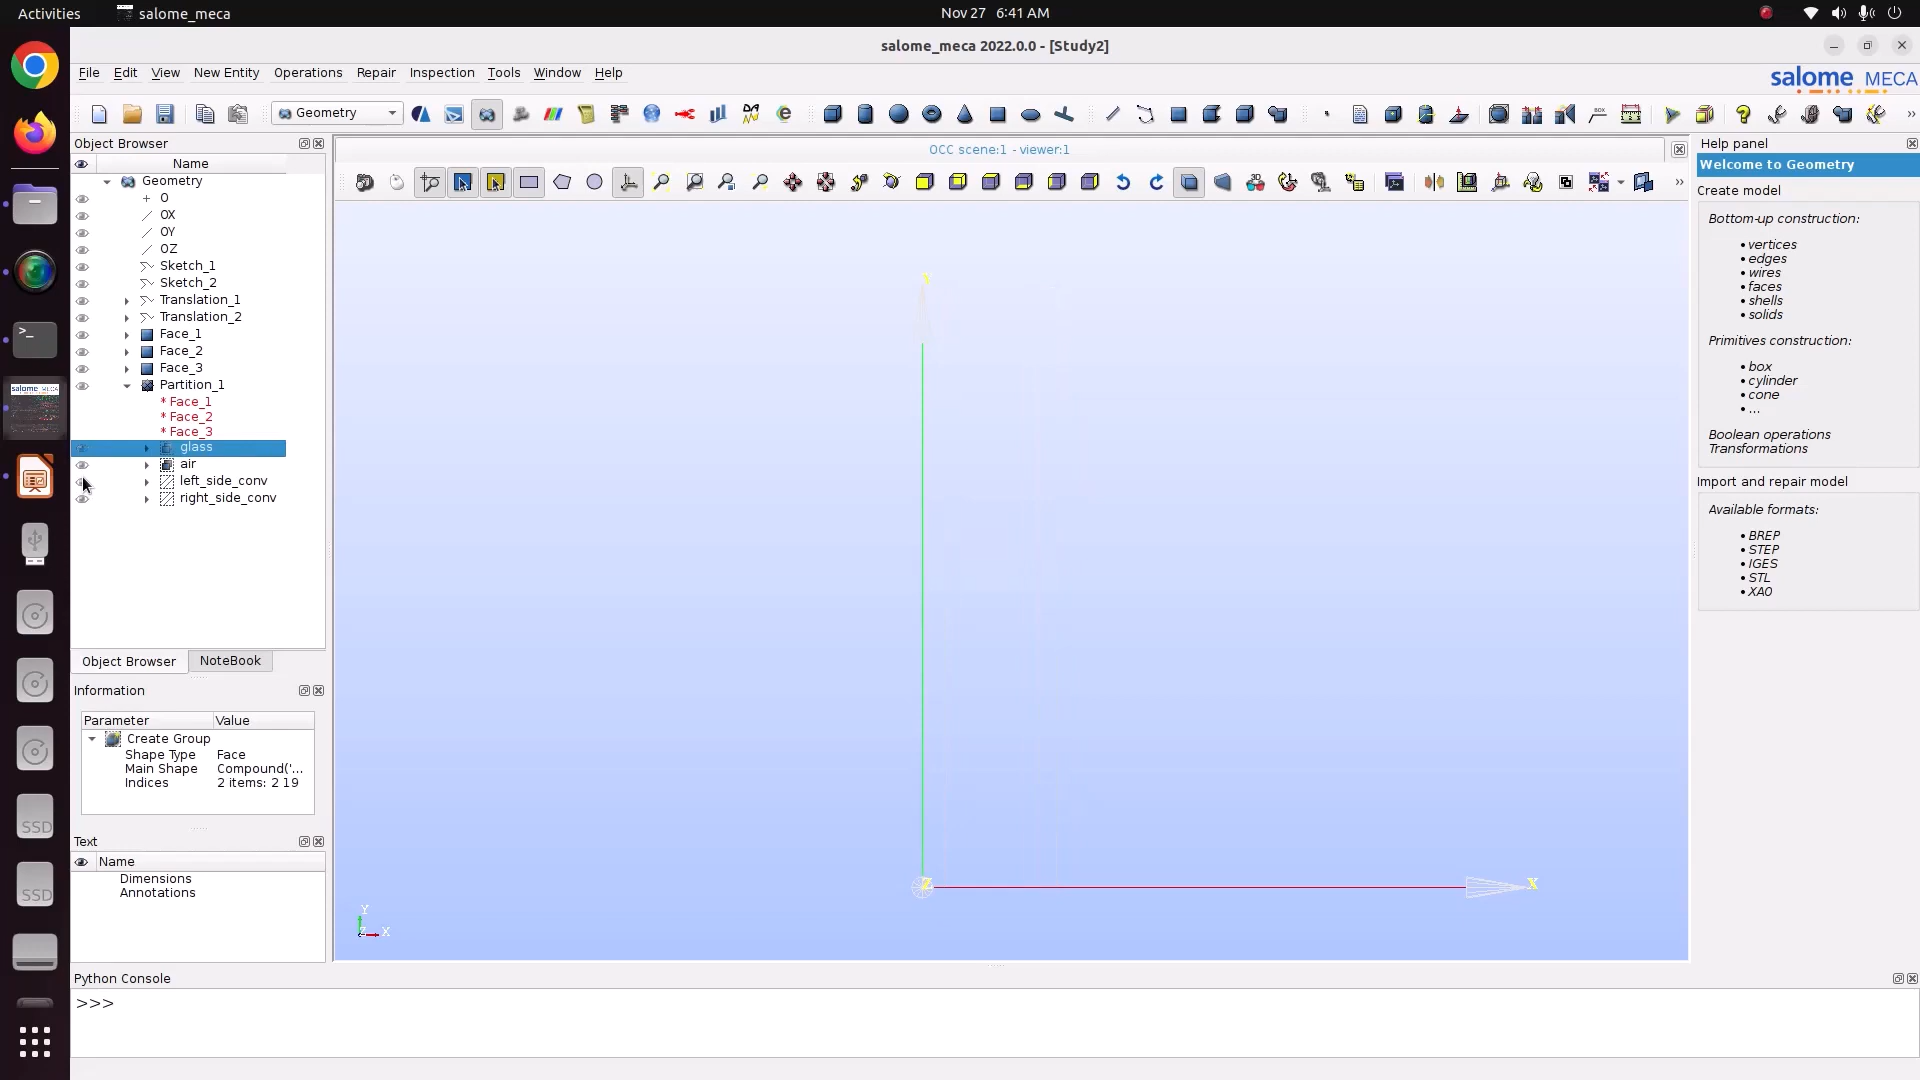 Activities
salome_meca
Nov 27 6:41 AM
salome_meca 2022.0.0 - [Study2]
File Edit View New Entity Operations Repair Inspection Tools Window Help
salome MECA
Geometry
Object Browser
Name
Geometry
O
OX
OY
OZ
Sketch_1
Sketch_2
Translation_1
Translation_2
Face_1
Face_2
Face_3
Partition_1
* Face_1
* Face_2
* Face_3
glass
air
left_side_conv
right_side_conv
Object Browser
NoteBook
Information
Parameter Value
Create Group
Shape Type Face
Main Shape Compound('...
Indices 2 items: 2 19
Text
Name
Dimensions
Annotations
OCC scene:1 - viewer:1
X
Y
X
Z
Help panel
Welcome to Geometry
Create model
Bottom-up construction:
• vertices
• edges
• wires
• faces
• shells
• solids
Primitives construction:
• box
• cylinder
• cone
• ...
Boolean operations
Transformations
Import and repair model
Available formats:
• BREP
• STEP
• IGES
• STL
• XAO
Python Console
>>>
SSD
SSD